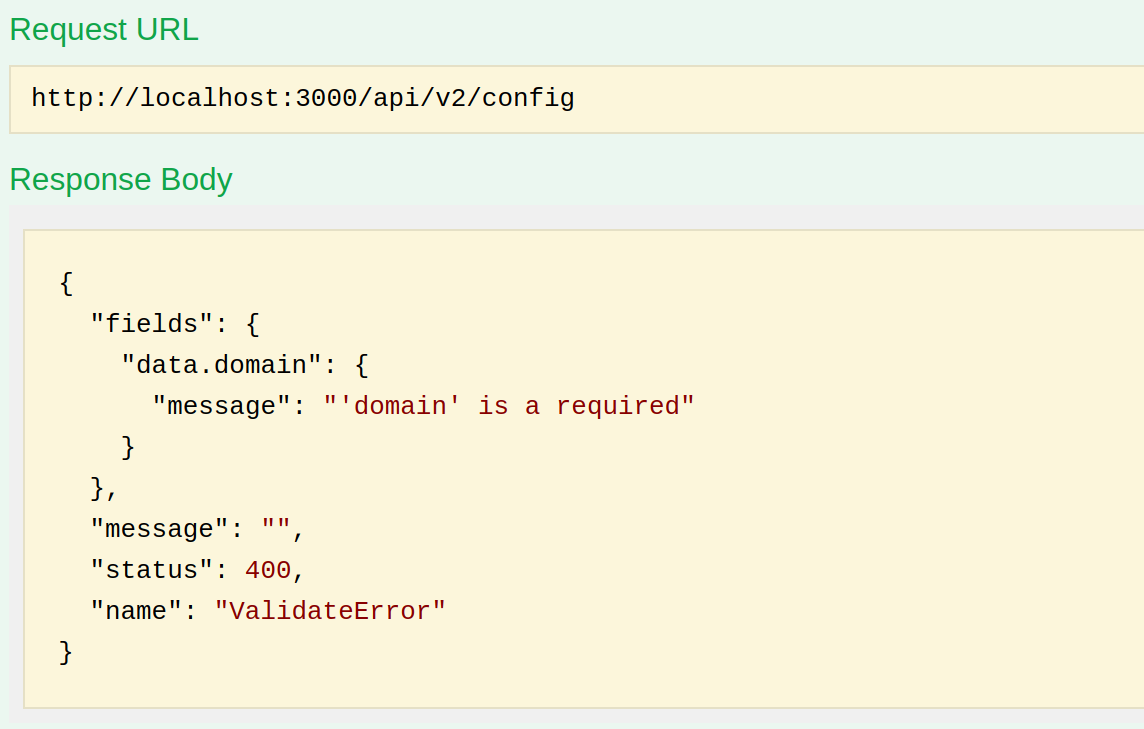 Request URL
http://localhost:3000/api/v2/config
Response Body
{
  "fields": {
    "data.domain": {
      "message": "'domain' is a required"
    }
  },
  "message": "",
  "status": 400,
  "name": "ValidateError"
}